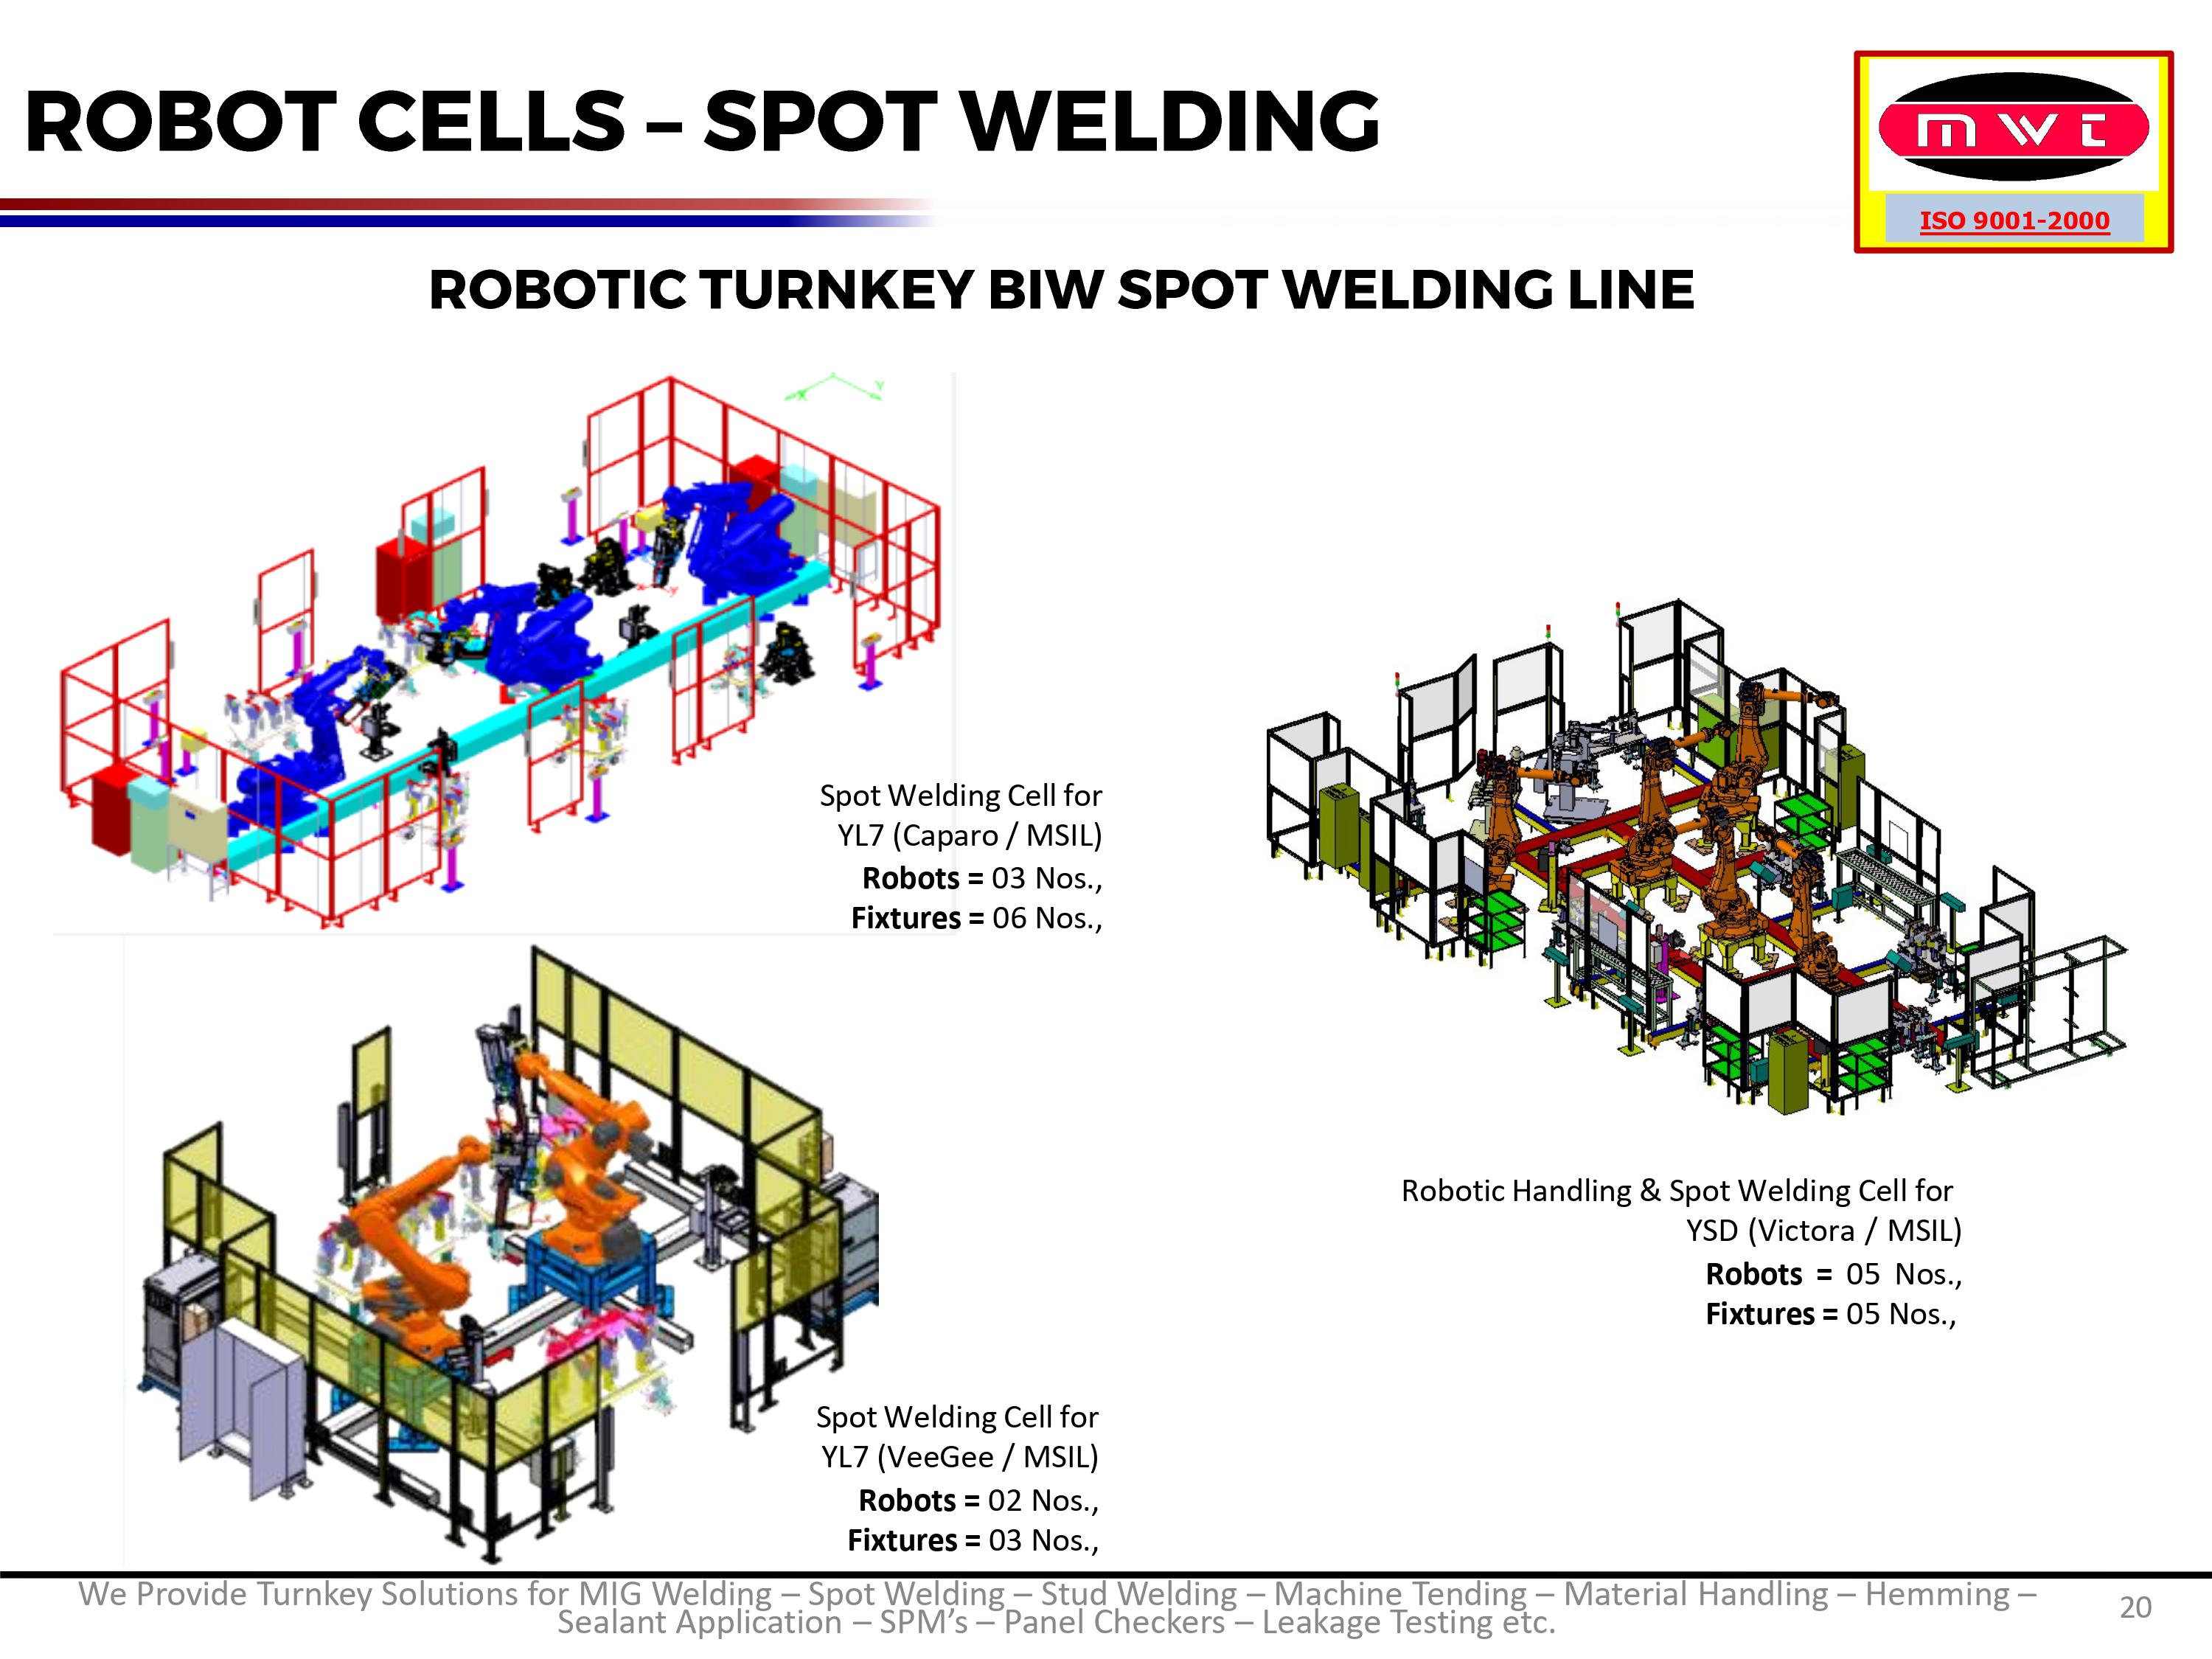 ROBOT CELLS – SPOT WELDING
mwt
ISO 9001-2000
ROBOTIC TURNKEY BIW SPOT WELDING LINE
X
Y
Spot Welding Cell for
YL7 (Caparo / MSIL)
Robots = 03 Nos.,
Fixtures = 06 Nos.,
Robotic Handling & Spot Welding Cell for
YSD (Victora / MSIL)
Robots = 05 Nos.,
Fixtures = 05 Nos.,
Spot Welding Cell for
YL7 (VeeGee / MSIL)
Robots = 02 Nos.,
Fixtures = 03 Nos.,
We Provide Turnkey Solutions for MIG Welding – Spot Welding – Stud Welding – Machine Tending – Material Handling – Hemming –
Sealant Application – SPM’s – Panel Checkers – Leakage Testing etc.
20